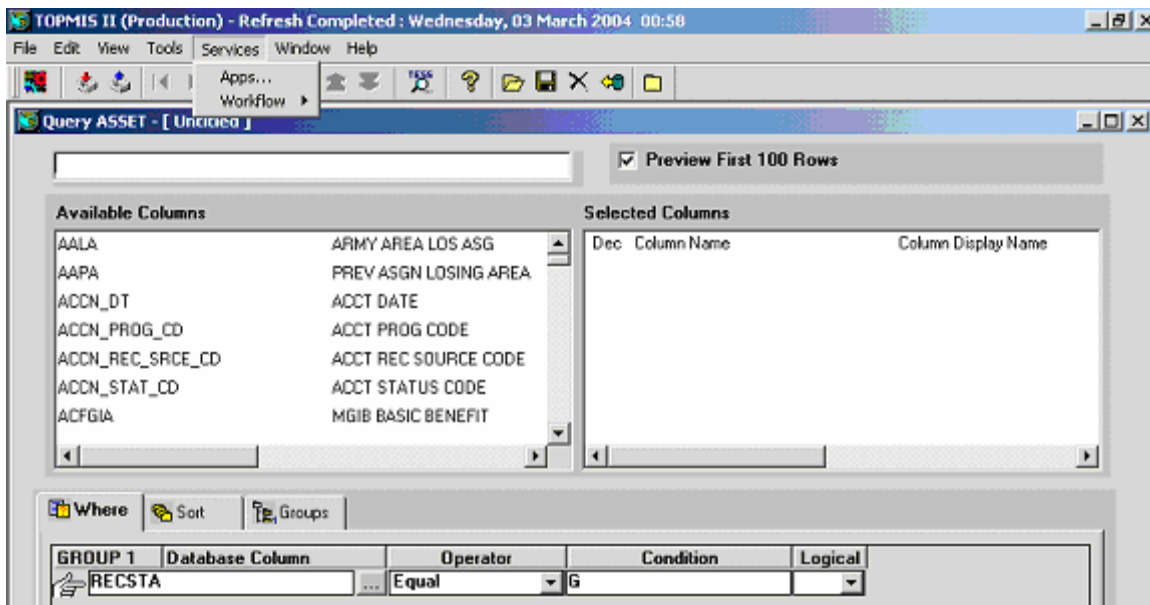 TOPMIS II (Production) - Refresh Completed : Wednesday, 03 March 2004 00:58
File Edit View Tools Services Window Help
Apps...
Workflow
Query ASSET - [ Untitled ]
Preview First 100 Rows
Available Columns
Selected Columns
AALA ARMY AREA LOS ASG
Dec Column Name Column Display Name
AAPA PREV ASGN LOSING AREA
ACCN_DT ACCT DATE
ACCN_PROG_CD ACCT PROG CODE
ACCN_REC_SRCE_CD ACCT REC SOURCE CODE
ACCN_STAT_CD ACCT STATUS CODE
ACFGIA MGIB BASIC BENEFIT
Where Sort Groups
GROUP 1 Database Column Operator Condition Logical
RECSTA ... Equal G